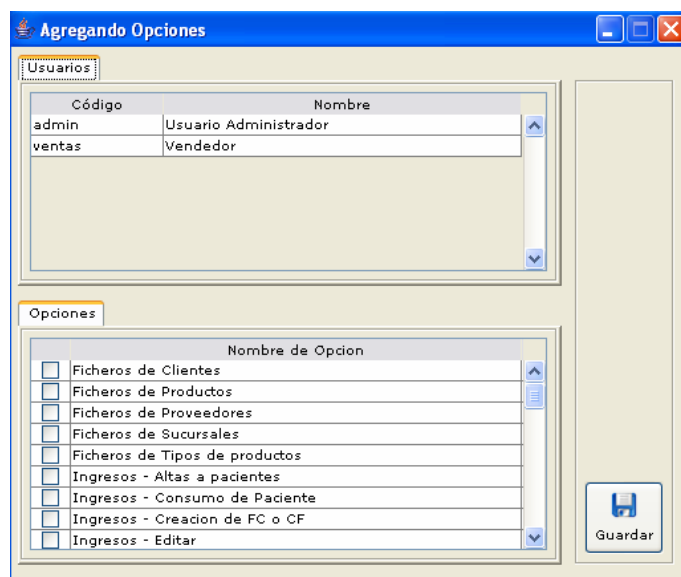 Agregando Opciones
Usuarios
Código Nombre
admin Usuario Administrador
ventas Vendedor
Opciones
Nombre de Opcion
Ficheros de Clientes
Ficheros de Productos
Ficheros de Proveedores
Ficheros de Sucursales
Ficheros de Tipos de productos
Ingresos - Altas a pacientes
Ingresos - Consumo de Paciente
Ingresos - Creacion de FC o CF
Ingresos - Editar
Guardar